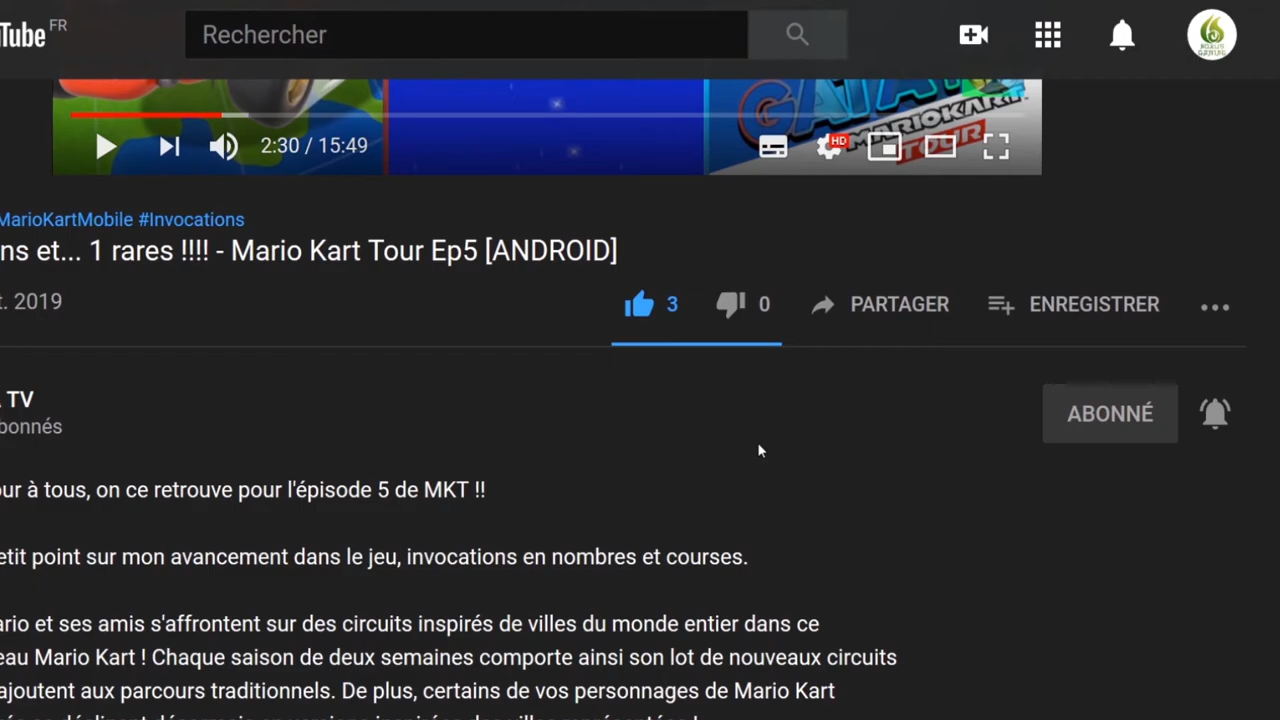 Tube FR
Rechercher
MARIOKART
TOUR
2:30 / 15:49
HD
MarioKartMobile #Invocations
ns et... 1 rares !!!! - Mario Kart Tour Ep5 [ANDROID]
t. 2019
3
0
PARTAGER
ENREGISTRER
TV
bonnés
ABONNÉ
ur à tous, on ce retrouve pour l'épisode 5 de MKT !!
etit point sur mon avancement dans le jeu, invocations en nombres et courses.
ario et ses amis s'affrontent sur des circuits inspirés de villes du monde entier dans ce
eau Mario Kart ! Chaque saison de deux semaines comporte ainsi son lot de nouveaux circuits
ajoutent aux parcours traditionnels. De plus, certains de vos personnages de Mario Kart